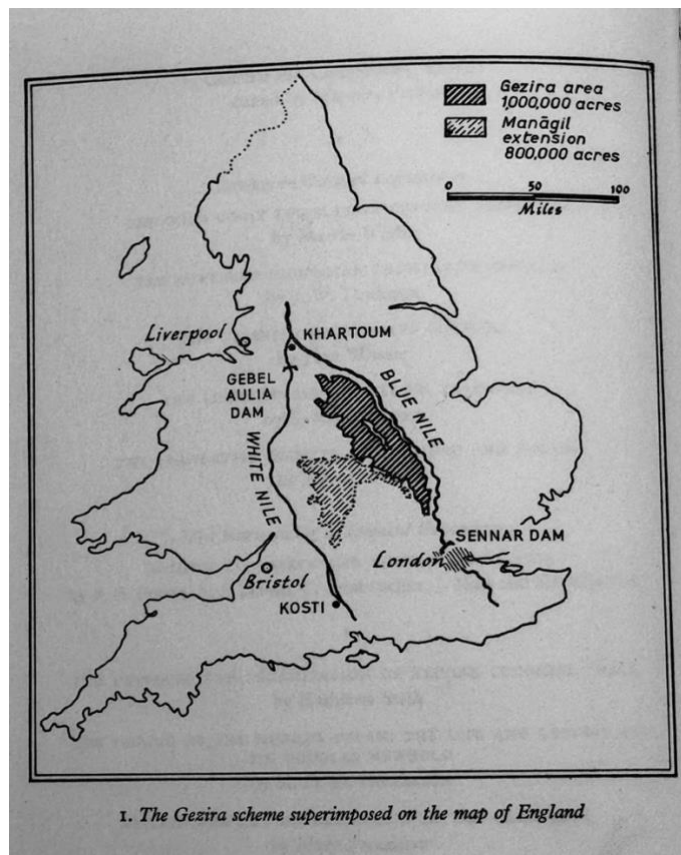 Gezira area
1,000,000 acres
Manāgil
extension
800,000 acres
0 50 100
Miles
Liverpool
KHARTOUM
GEBEL
AULIA
DAM
BLUE NILE
WHITE NILE
SENNAR DAM
London
Bristol
KOSTI
1. The Gezira scheme superimposed on the map of England